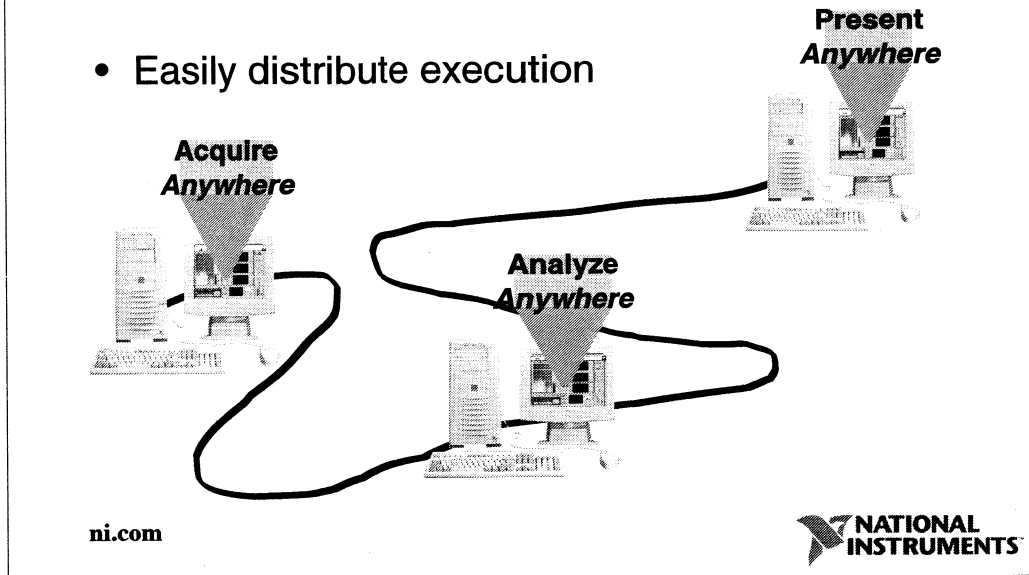 • Easily distribute execution
Present
Anywhere
Acquire
Anywhere
Analyze
Anywhere
ni.com
NATIONAL
INSTRUMENTS